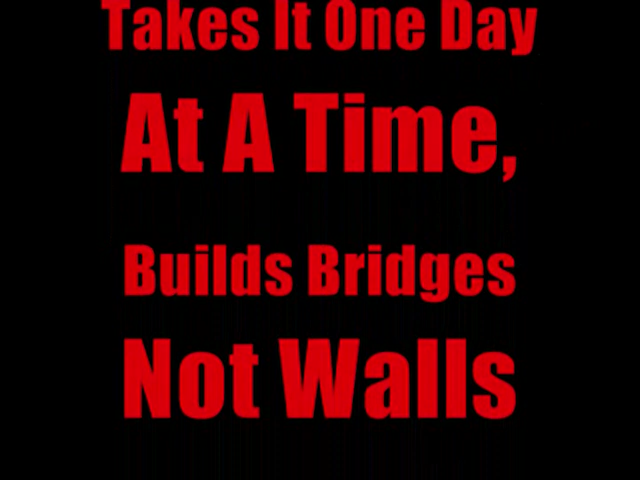 Takes It One Day
At A Time,
Builds Bridges
Not Walls